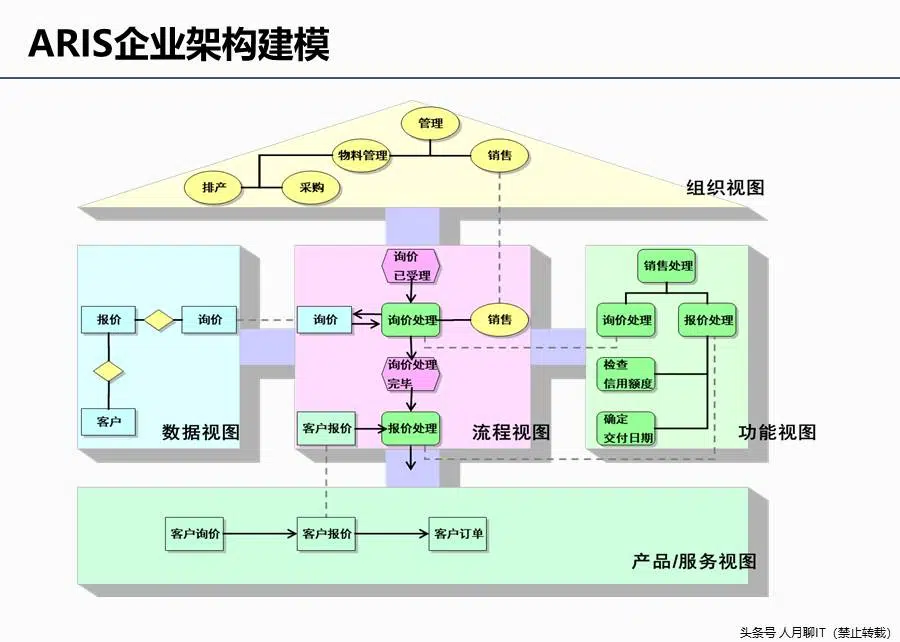 ARIS企业架构建模
管理
物料管理
销售
排产
采购
组织视图
报价
询价
客户
数据视图
询价
已受理
询价
询价处理
销售
询价处理
完毕
客户报价
报价处理
流程视图
销售处理
询价处理
报价处理
检查
信用额度
确定
交付日期
功能视图
客户询价
客户报价
客户订单
产品/服务视图
头条号 人月聊IT（禁止转载）